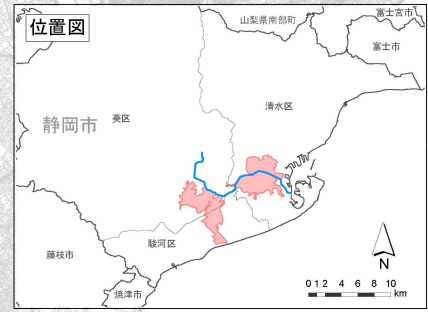 位置図
山梨県南部町
富士宮市
富士市
清水区
葵区
静岡市
駿河区
藤枝市
焼津市
N
0 1 2 4 6 8 10
km